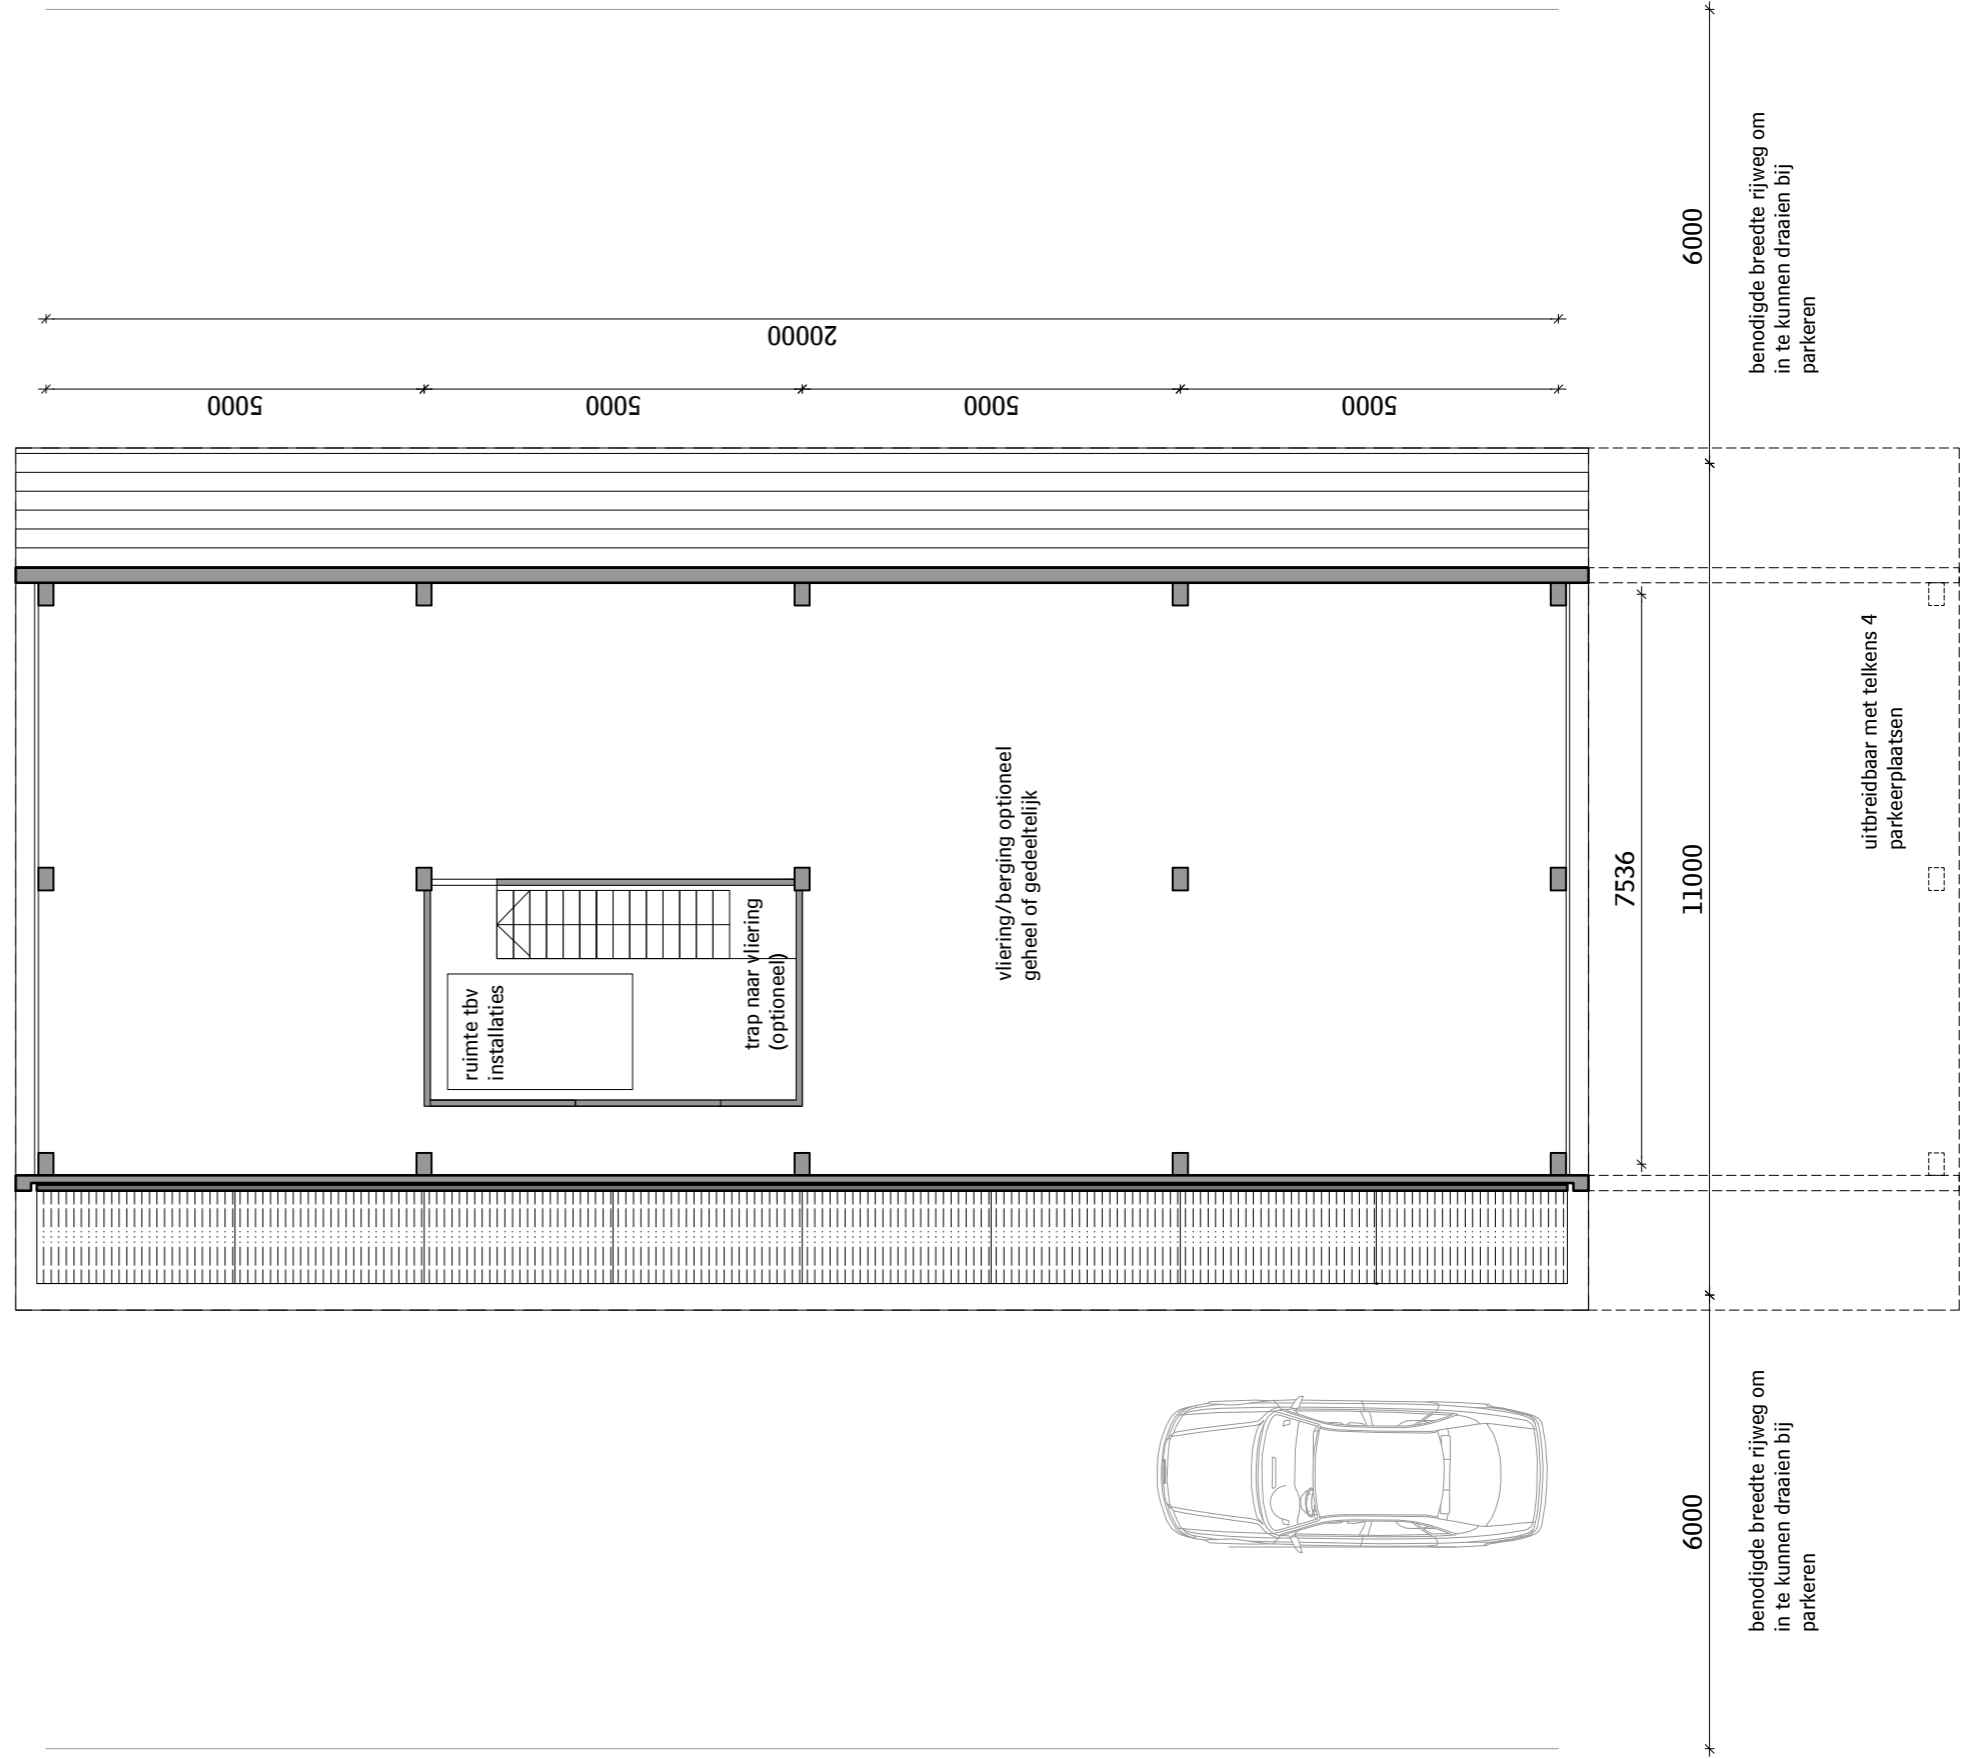 benodigde breedte rijweg om
in te kunnen draaien bij
parkeren
6000
20000
5000
5000
5000
5000
uitbreidbaar met telkens 4
parkeerplaatsen
7536
11000
vliering/berging optioneel
geheel of gedeeltelijk
trap naar vliering
(optioneel)
ruimte tbv
installaties
6000
benodigde breedte rijweg om
in te kunnen draaien bij
parkeren